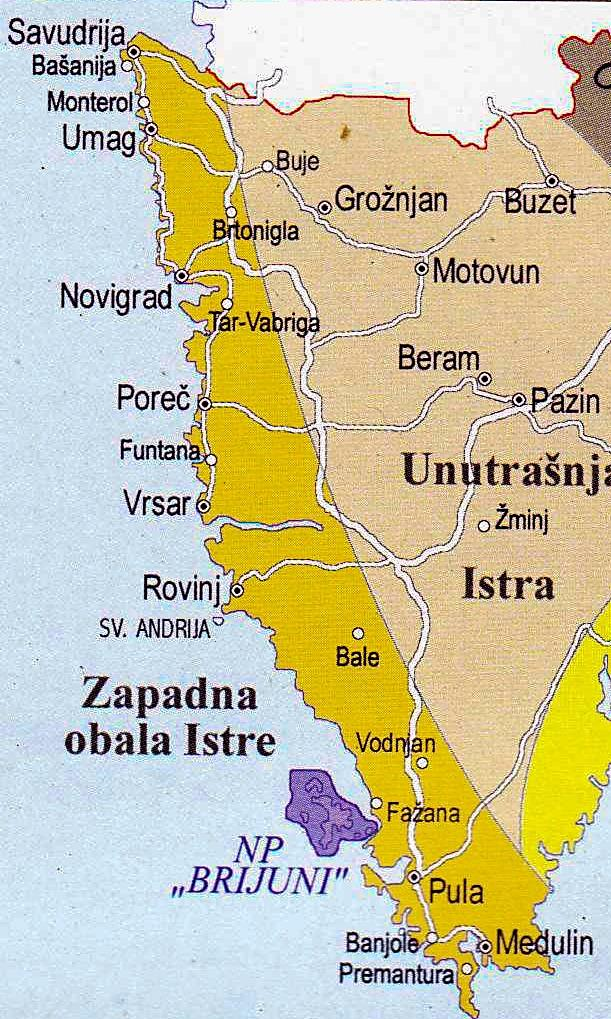 Savudrija
Bašanija
Monterol
Umag
Buje
Grožnjan
Buzet
Brtonigla
Novigrad
Motovun
Tar-Vabriga
Beram
Poreč
Pazin
Funtana
Unutrašnja
Istra
Vrsar
Žminj
Rovinj
SV. ANDRIJA
Bale
Zapadna
obala Istre
Vodnjan
Fažana
NP
„BRIJUNI"
Pula
Banjole
Medulin
Premantura